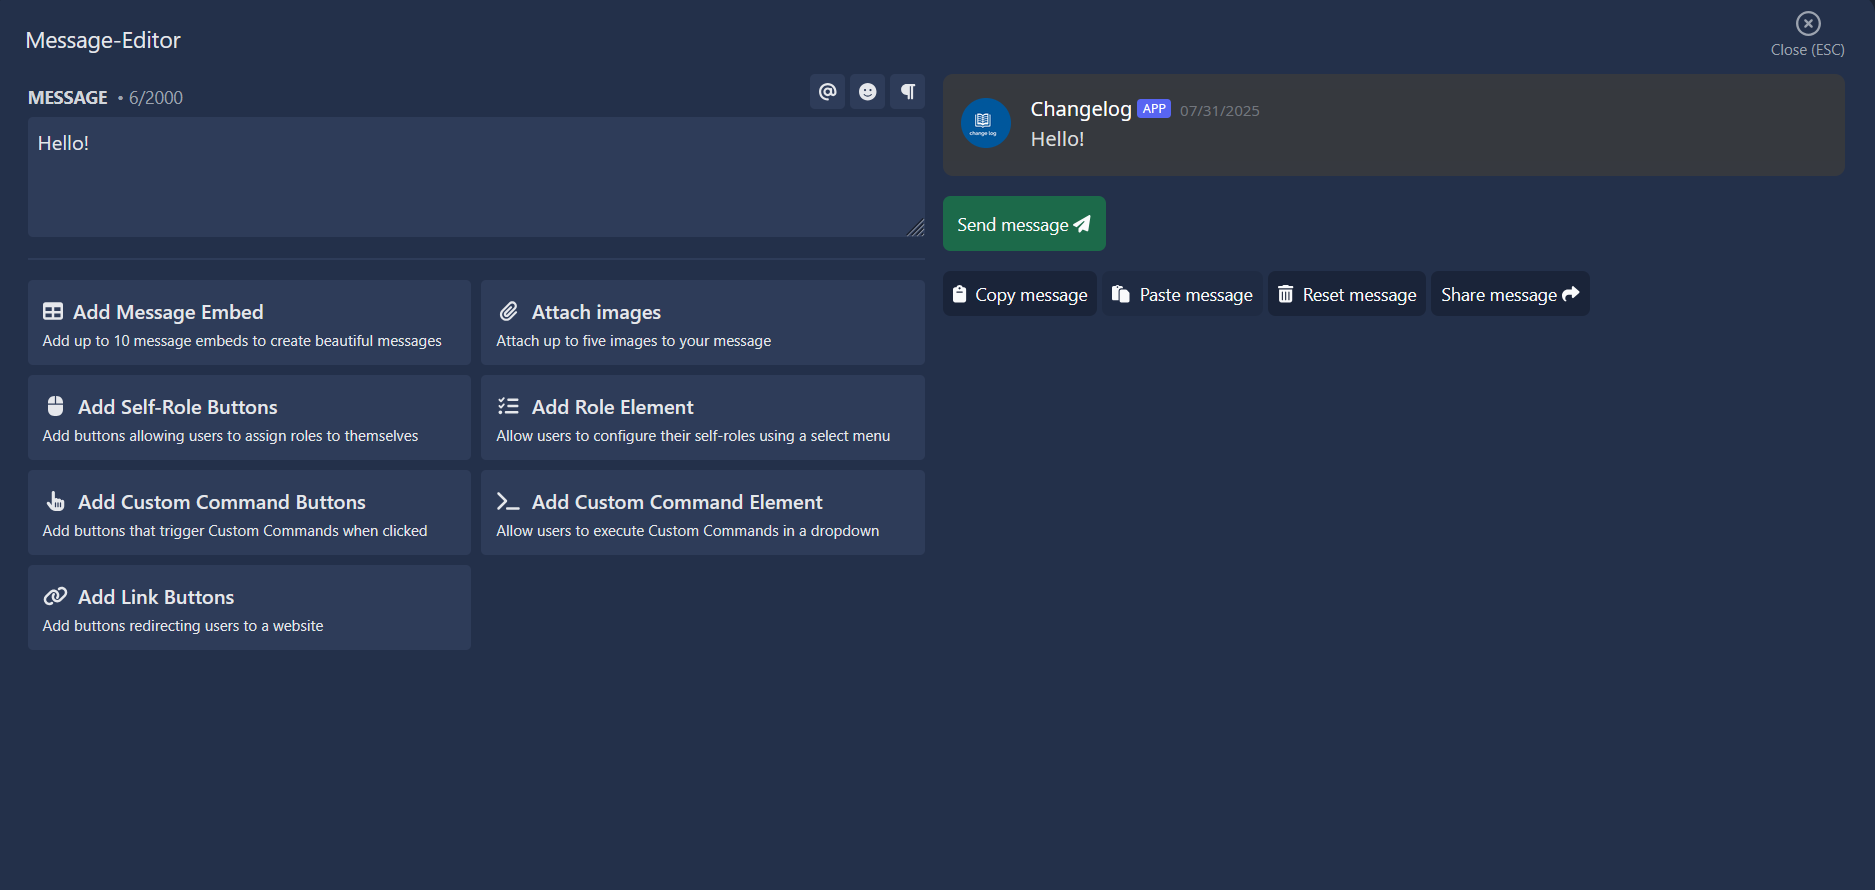 Message-Editor
Close (ESC)
MESSAGE • 6/2000
Hello!
Add Message Embed
Add up to 10 message embeds to create beautiful messages
Attach images
Attach up to five images to your message
Add Self-Role Buttons
Add buttons allowing users to assign roles to themselves
Add Role Element
Allow users to configure their self-roles using a select menu
Add Custom Command Buttons
Add buttons that trigger Custom Commands when clicked
Add Custom Command Element
Allow users to execute Custom Commands in a dropdown
Add Link Buttons
Add buttons redirecting users to a website
change log
Changelog APP 07/31/2025
Hello!
Send message
Copy message
Paste message
Reset message
Share message